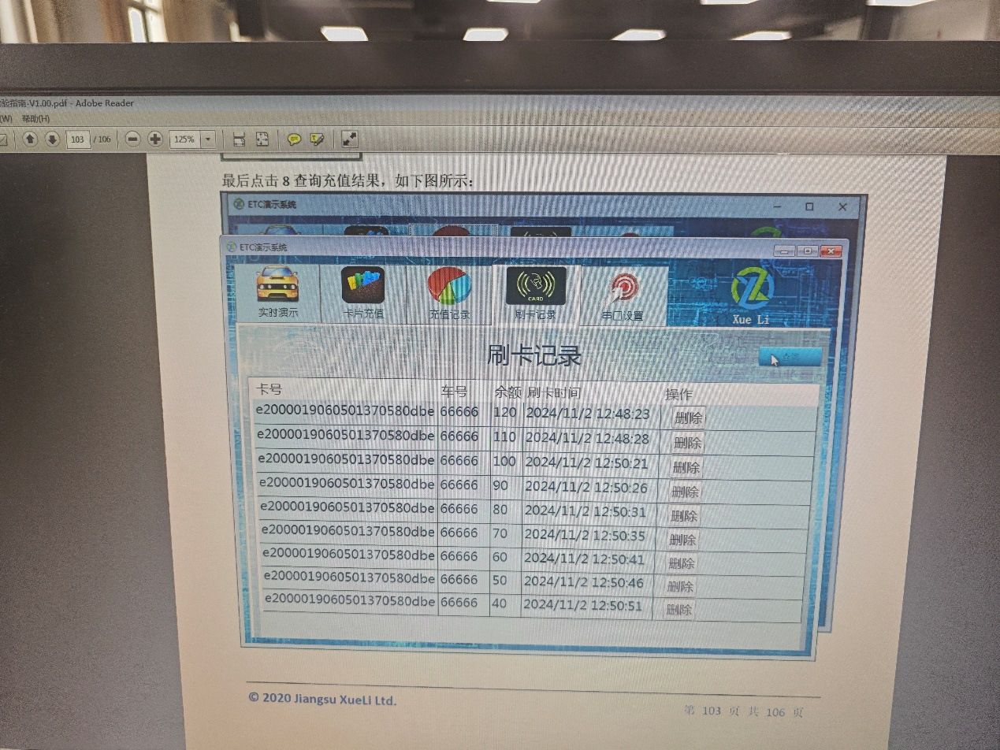 验指南-V1.00.pdf - Adobe Reader
(W) 帮助(H)
103 / 106 125%
最后点击 8 查询充值结果，如下图所示：
ETC演示系统
ETC演示系统
CARD
实时演示 卡片充值 充值记录 刷卡记录 串口设置 Xue Li
刷卡记录
卡号 车号 余额 刷卡时间 操作
e2000019060501370580dbe 66666 120 2024/11/2 12:48:23 删除
e2000019060501370580dbe 66666 110 2024/11/2 12:48:28 删除
e2000019060501370580dbe 66666 100 2024/11/2 12:50:21 删除
e2000019060501370580dbe 66666 90 2024/11/2 12:50:26 删除
e2000019060501370580dbe 66666 80 2024/11/2 12:50:31 删除
e2000019060501370580dbe 66666 70 2024/11/2 12:50:35 删除
e2000019060501370580dbe 66666 60 2024/11/2 12:50:41 删除
e2000019060501370580dbe 66666 50 2024/11/2 12:50:46 删除
e2000019060501370580dbe 66666 40 2024/11/2 12:50:51 删除
© 2020 Jiangsu XueLi Ltd.
第 103 页 共 106 页